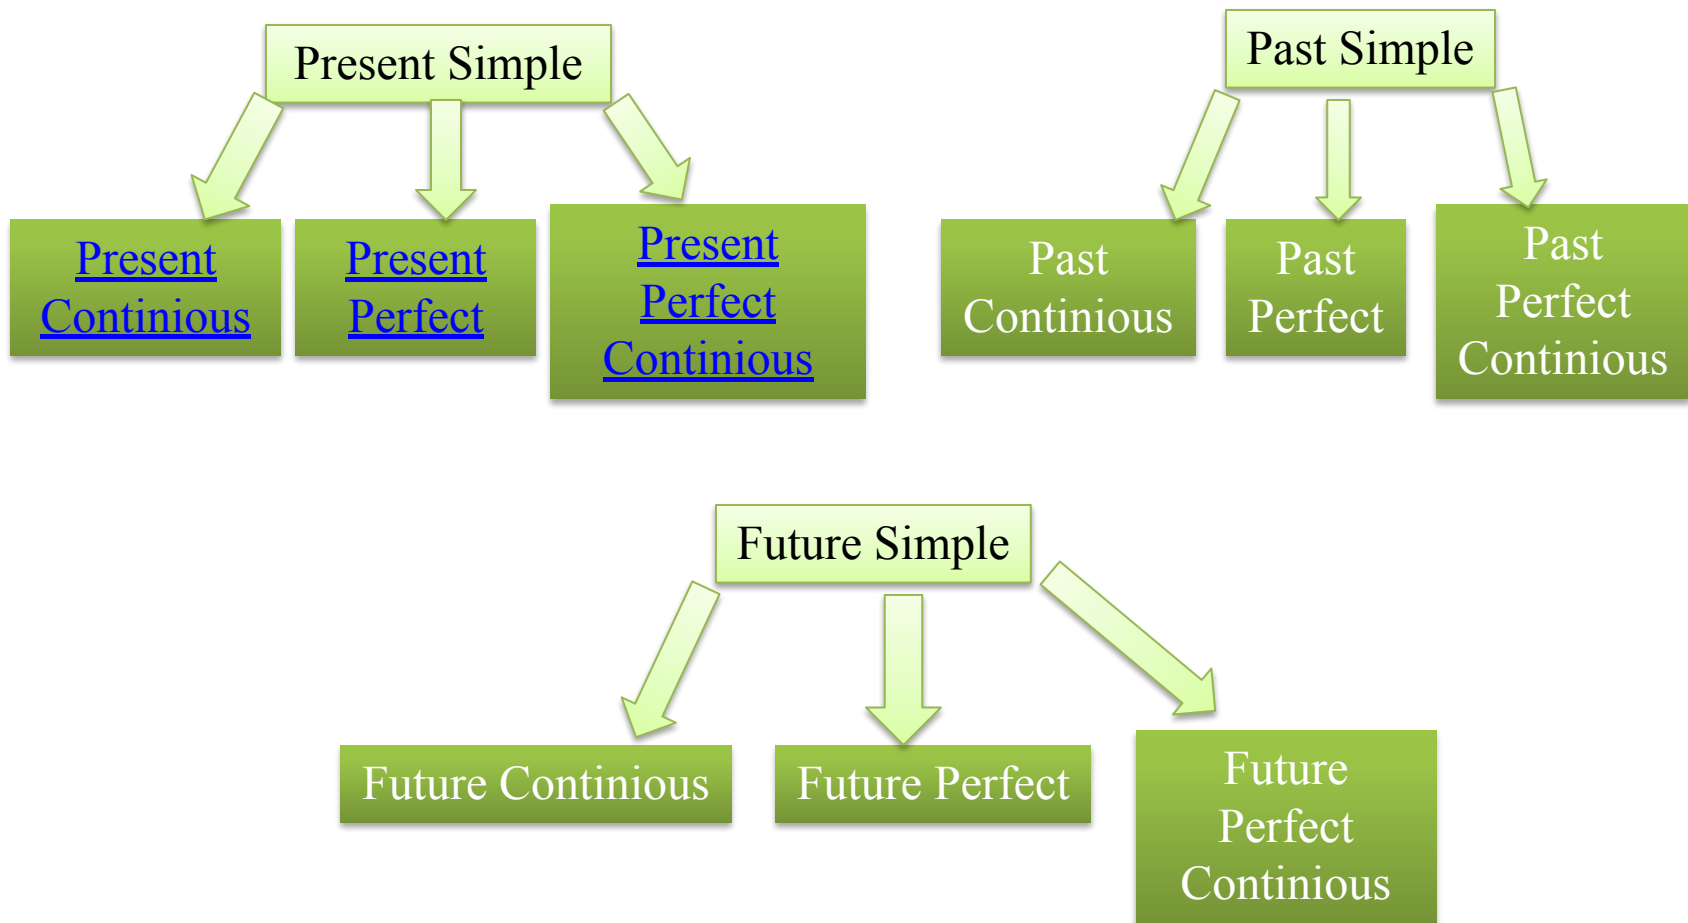 Present Simple
Present
Continious
Present
Perfect
Present
Perfect
Continious
Past Simple
Past
Continious
Past
Perfect
Past
Perfect
Continious
Future Simple
Future Continious
Future Perfect
Future
Perfect
Continious